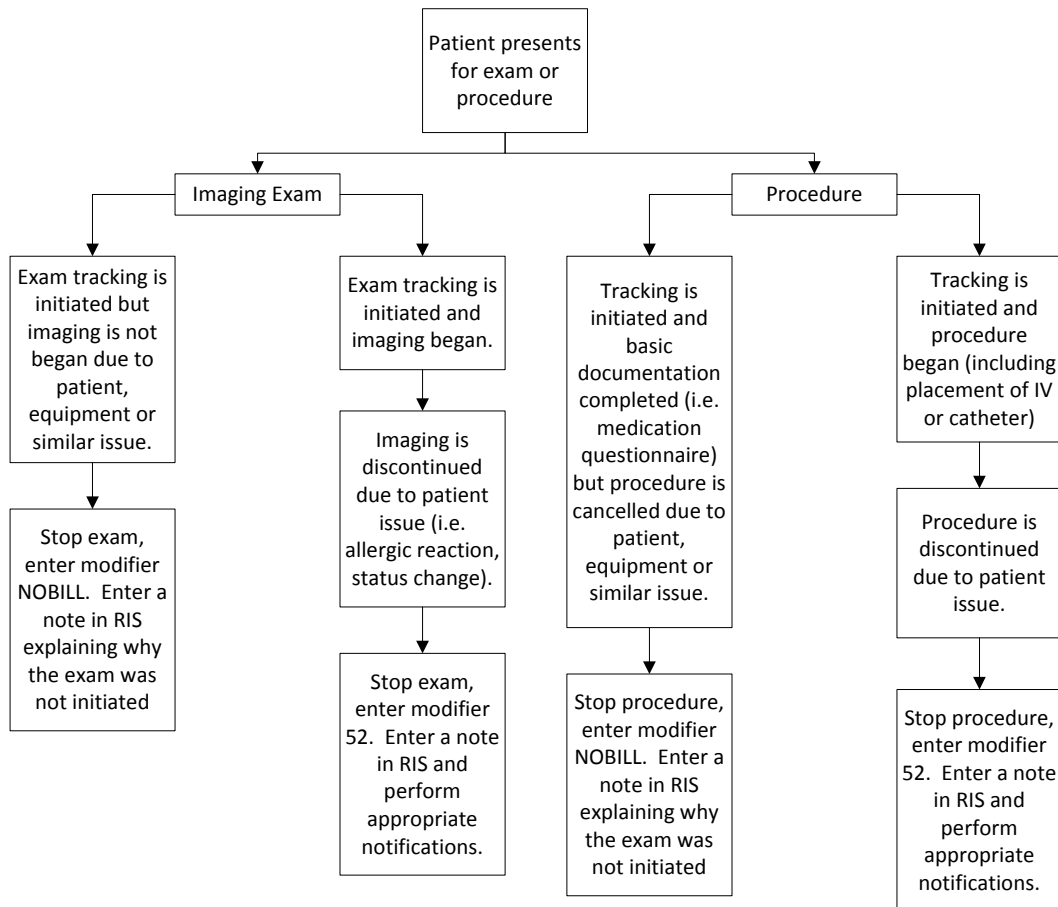 Patient presents
for exam or
procedure
Imaging Exam
Procedure
Exam tracking is
initiated but
imaging is not
began due to
patient,
equipment or
similar issue.
Exam tracking is
initiated and
imaging began.
Tracking is
initiated and
basic
documentation
completed (i.e.
medication
questionnaire)
but procedure is
cancelled due to
patient,
equipment or
similar issue.
Tracking is
initiated and
procedure
began (including
placement of IV
or catheter)
Imaging is
discontinued
due to patient
issue (i.e.
allergic reaction,
status change).
Procedure is
discontinued
due to patient
issue.
Stop exam,
enter modifier
NOBILL.  Enter a
note in RIS
explaining why
the exam was
not initiated
Stop exam,
enter modifier
52.  Enter a note
in RIS and
perform
appropriate
notifications.
Stop procedure,
enter modifier
NOBILL.  Enter a
note in RIS
explaining why
the exam was
not initiated
Stop procedure,
enter modifier
52.  Enter a note
in RIS and
perform
appropriate
notifications.